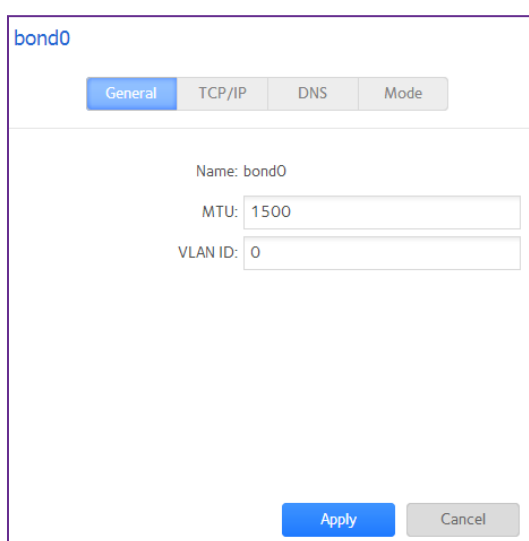 bond0
General TCP/IP DNS Mode
Name: bond0
MTU: 1500
VLAN ID: 0
Apply Cancel